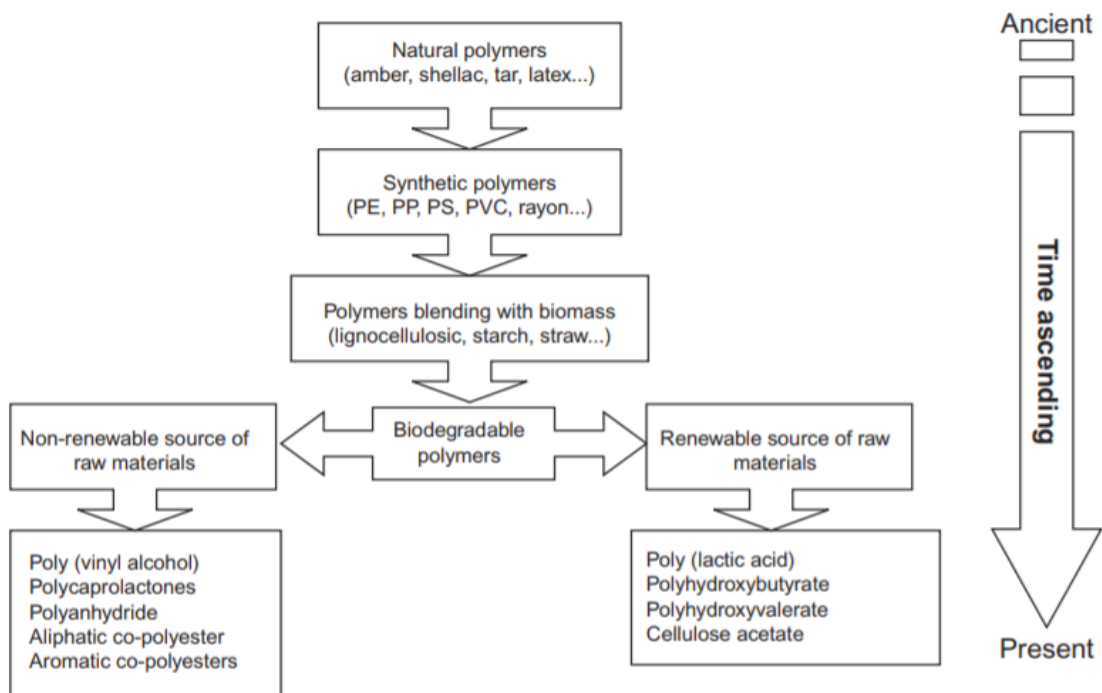 Ancient
Natural polymers
(amber, shellac, tar, latex...)
Synthetic polymers
(PE, PP, PS, PVC, rayon...)
Polymers blending with biomass
(lignocellulosic, starch, straw...)
Biodegradable
polymers
Non-renewable source of
raw materials
Renewable source of raw
materials
Poly (vinyl alcohol)
Polycaprolactones
Polyanhydride
Aliphatic co-polyester
Aromatic co-polyesters
Poly (lactic acid)
Polyhydroxybutyrate
Polyhydroxyvalerate
Cellulose acetate
Time ascending
Present